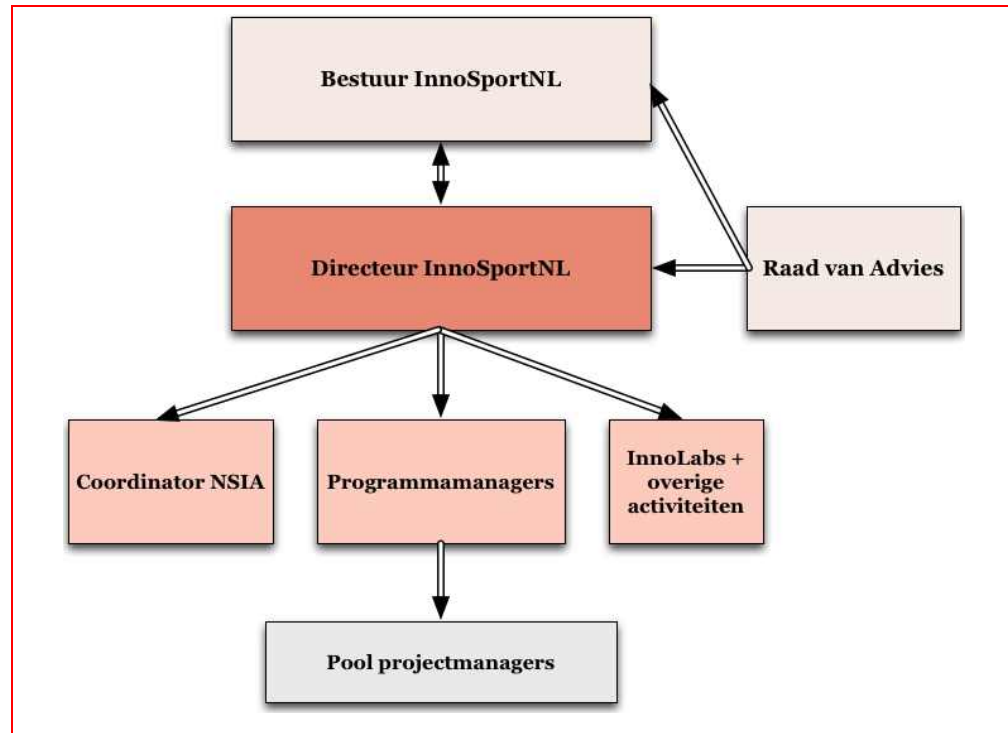 Bestuur InnoSportNL
Directeur InnoSportNL
Raad van Advies
Coordinator NSIA
Programmamanagers
InnoLabs +
overige
activiteiten
Pool projectmanagers